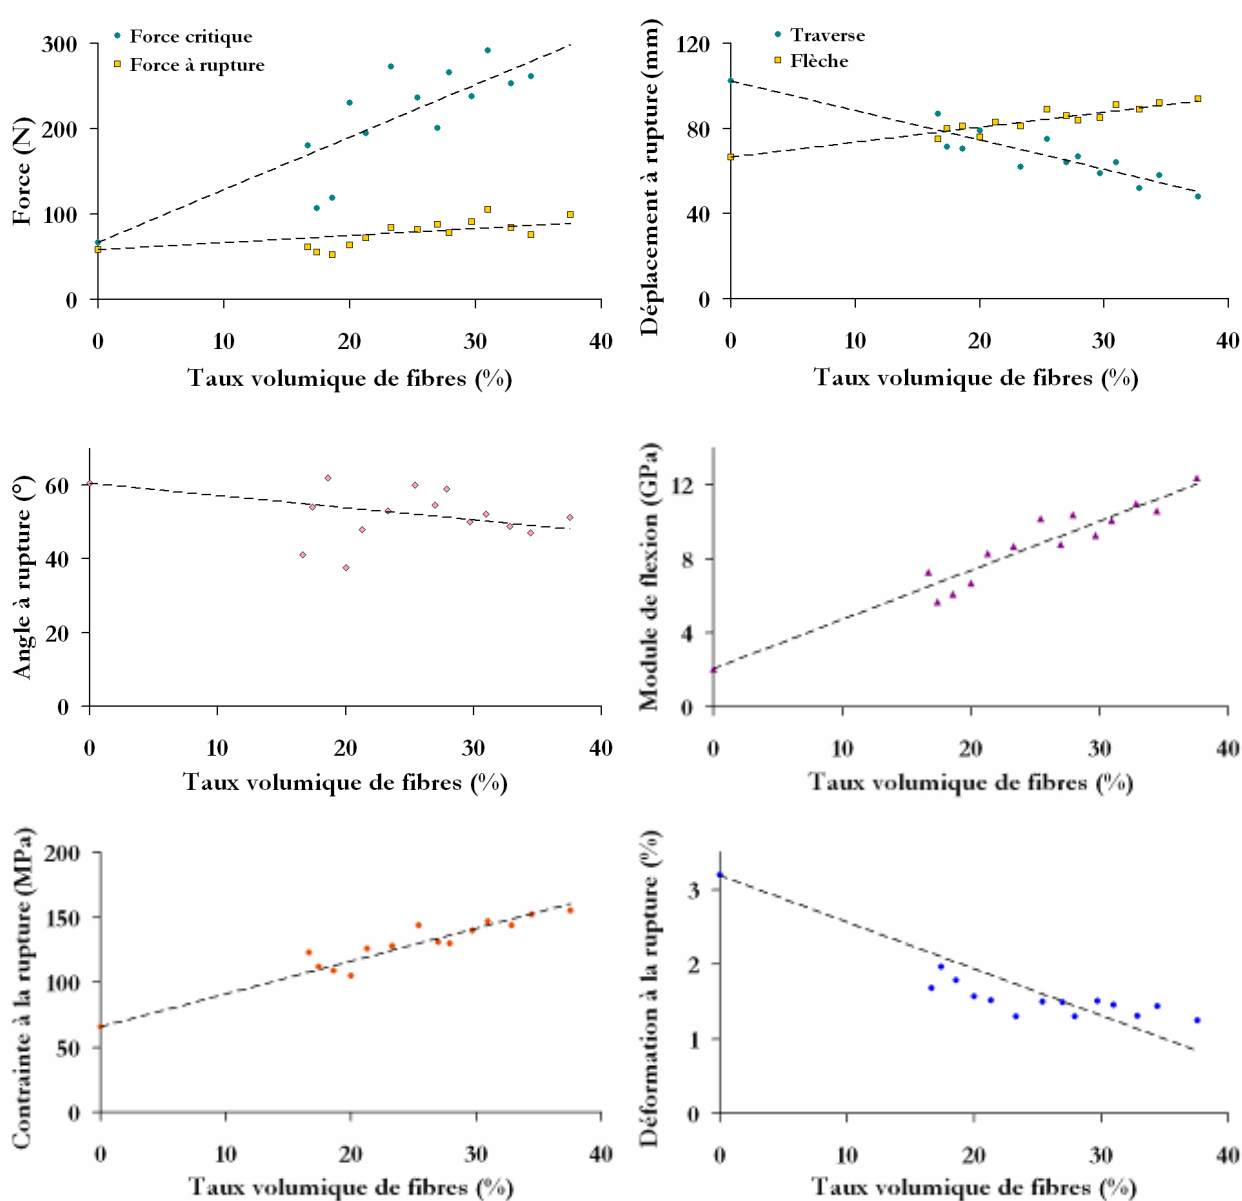 Force critique
Force à rupture
Force (N)
300
200
100
0
0 10 20 30 40
Taux volumique de fibres (%)
Traverse
Flèche
Déplacement à rupture (mm)
120
80
40
0
0 10 20 30 40
Taux volumique de fibres (%)
Angle à rupture (°)
60
40
20
0
0 10 20 30 40
Taux volumique de fibres (%)
Module de flexion (GPa)
12
8
4
0
0 10 20 30 40
Taux volumique de fibres (%)
Contrainte à la rupture (MPa)
200
150
100
50
0
0 10 20 30 40
Taux volumique de fibres (%)
Déformation à la rupture (%)
3
2
1
0
0 10 20 30 40
Taux volumique de fibres (%)